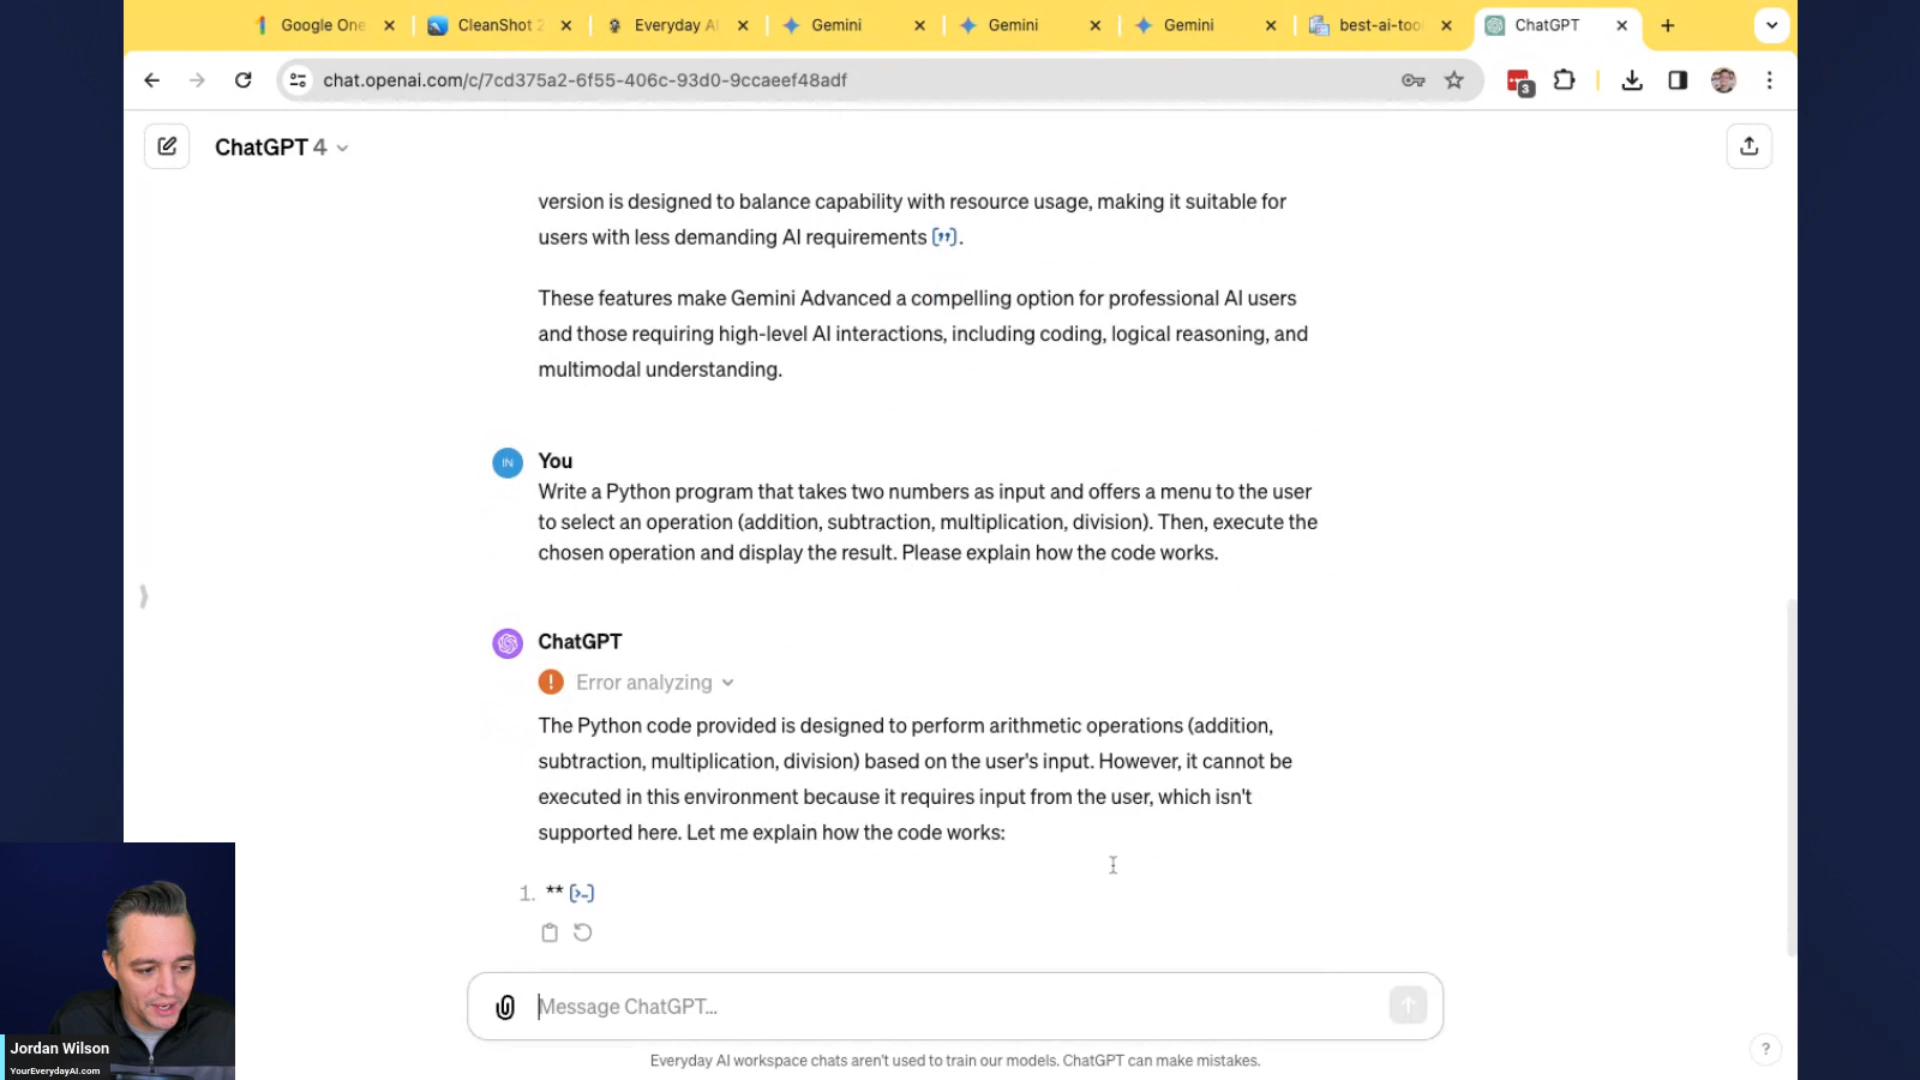 Google One
CleanShot 2
Everyday AI
Gemini
Gemini
Gemini
best-ai-too
ChatGPT
chat.openai.com/c/7cd375a2-6f55-406c-93d0-9ccaeef48adf
3
ChatGPT 4
version is designed to balance capability with resource usage, making it suitable for
users with less demanding AI requirements ["].
These features make Gemini Advanced a compelling option for professional AI users
and those requiring high-level AI interactions, including coding, logical reasoning, and
multimodal understanding.
IN
You
Write a Python program that takes two numbers as input and offers a menu to the user
to select an operation (addition, subtraction, multiplication, division). Then, execute the
chosen operation and display the result. Please explain how the code works.
ChatGPT
! Error analyzing
The Python code provided is designed to perform arithmetic operations (addition,
subtraction, multiplication, division) based on the user's input. However, it cannot be
executed in this environment because it requires input from the user, which isn't
supported here. Let me explain how the code works:
1. ** [>-]
Message ChatGPT...
Everyday AI workspace chats aren't used to train our models. ChatGPT can make mistakes.
?
Jordan Wilson
YourEverydayAI.com